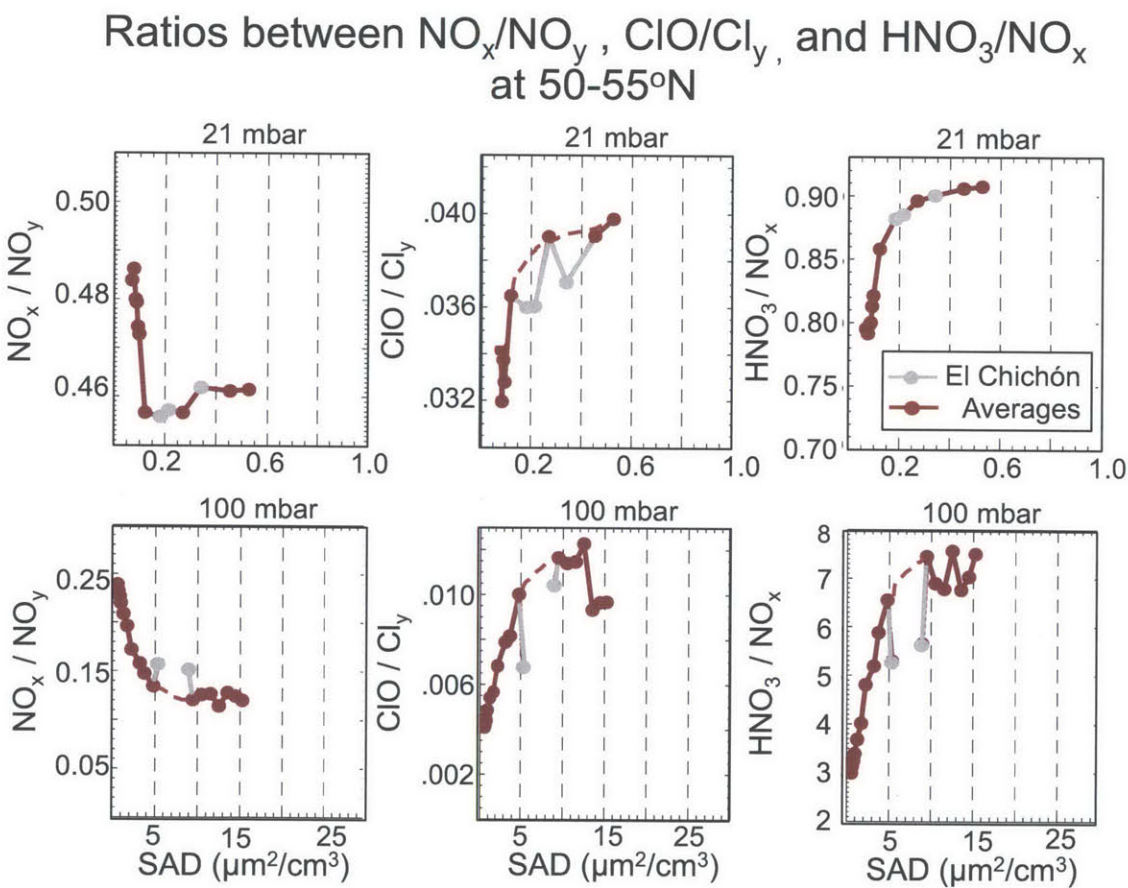 Ratios between NOx/NOy , ClO/Cly , and HNO3/NOx
at 50-55oN
21 mbar
21 mbar
21 mbar
NOx / NOy
0.50
0.48
0.46
0.2
0.6
1.0
ClO / Cly
.040
.036
.032
0.2
0.6
1.0
HNO3 / NOx
0.90
0.85
0.80
0.75
0.70
El Chichón
Averages
0.2
0.6
1.0
100 mbar
100 mbar
100 mbar
NOx / NOy
0.25
0.15
0.05
5
15
25
SAD (µm2/cm3)
ClO / Cly
.010
.006
.002
5
15
25
SAD (µm2/cm3)
HNO3 / NOx
8
7
6
5
4
3
2
5
15
25
SAD (µm2/cm3)